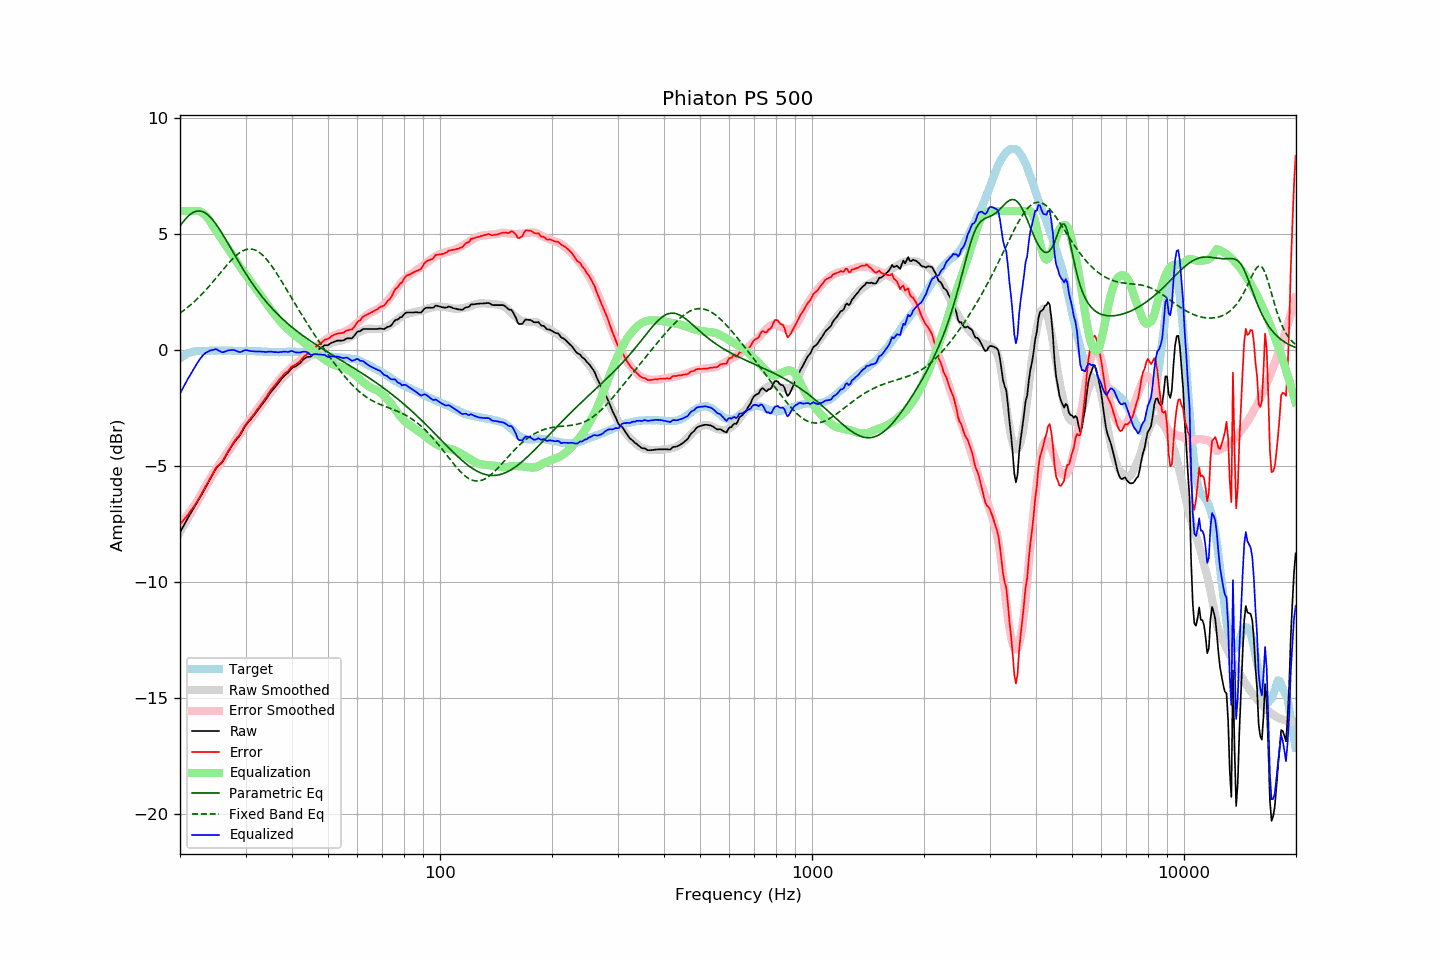 Phiaton PS 500
10
5
0
−5
−10
−15
−20
Amplitude (dBr)
Target
Raw Smoothed
Error Smoothed
Raw
Error
Equalization
Parametric Eq
Fixed Band Eq
Equalized
100
1000
10000
Frequency (Hz)